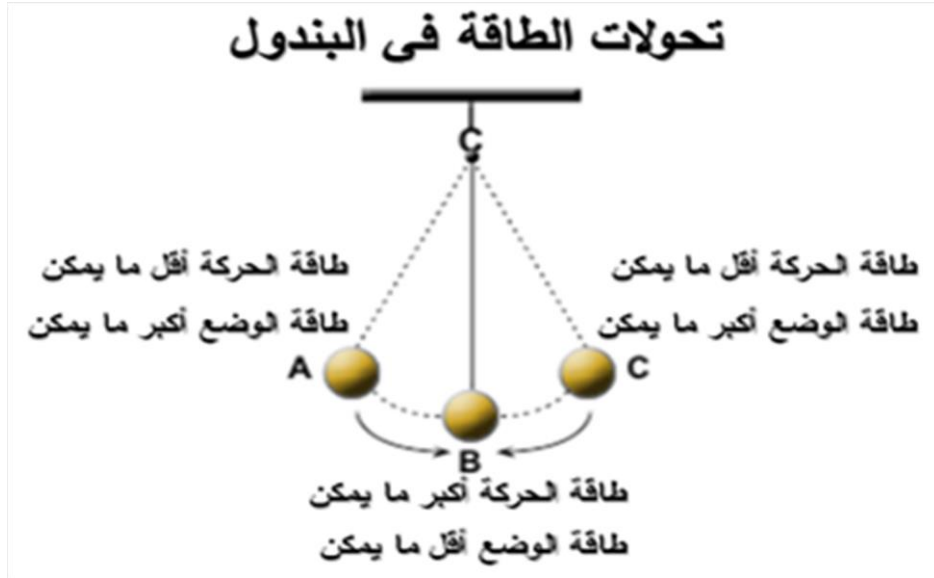 تحولات الطاقة فى البندول
Ç
طاقة الحركة أقل ما يمكن
طاقة الوضع أكبر ما يمكن
C
طاقة الحركة أقل ما يمكن
طاقة الوضع أكبر ما يمكن
A
B
طاقة الحركة أكبر ما يمكن
طاقة الوضع أقل ما يمكن